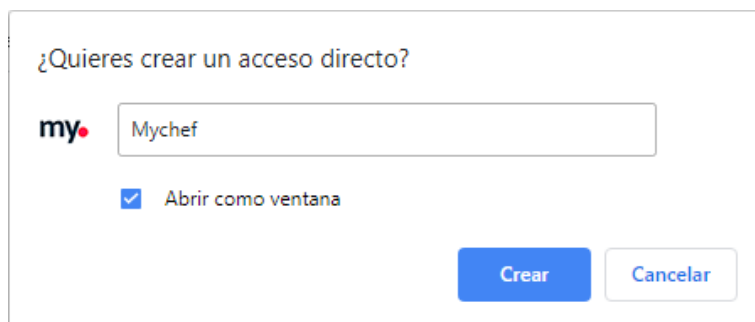 ¿Quieres crear un acceso directo?
my.
Mychef
Abrir como ventana
Crear
Cancelar